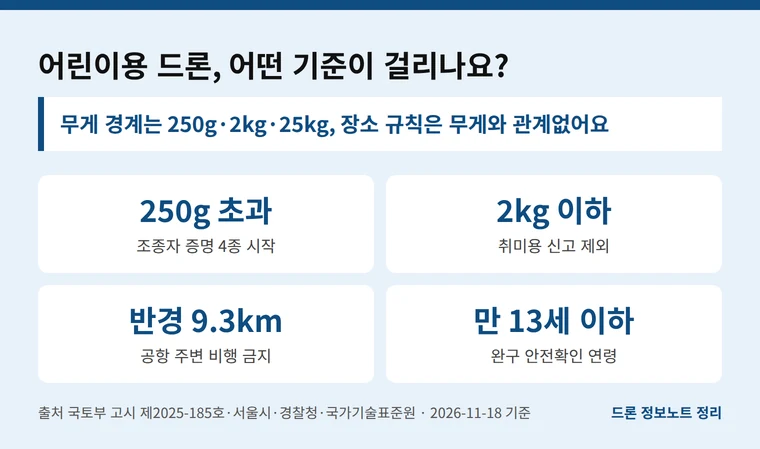 어린이용 드론, 어떤 기준이 걸리나요?
무게 경계는 250g·2kg·25kg, 장소 규칙은 무게와 관계없어요
250g 초과
조종자 증명 4종 시작
2kg 이하
취미용 신고 제외
반경 9.3km
공항 주변 비행 금지
만 13세 이하
완구 안전확인 연령
출처 국토부 고시 제2025-185호·서울시·경찰청·국가기술표준원 · 2026-11-18 기준
드론 정보노트 정리